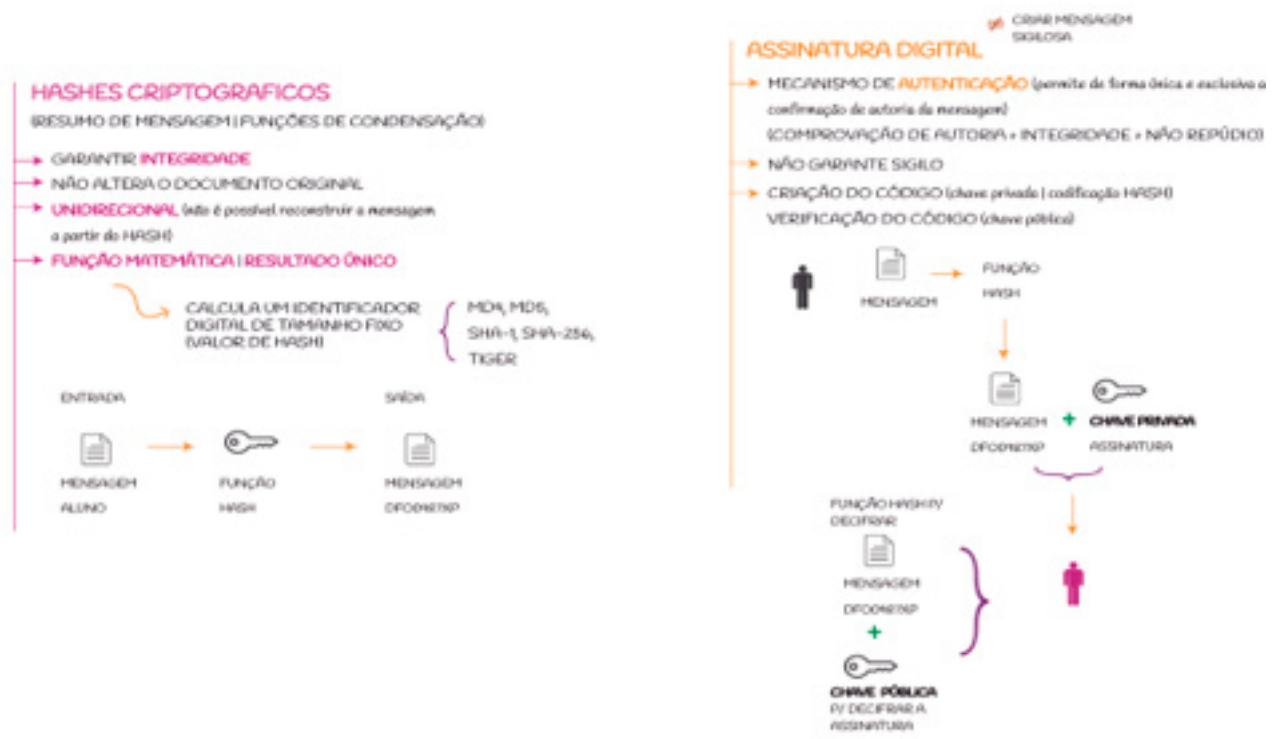 HASHES CRIPTOGRAFICOS
(RESUMO DE MENSAGEM | FUNÇÕES DE CONDENSAÇÃO)
GARANTIR INTEGRIDADE
NÃO ALTERA O DOCUMENTO ORIGINAL
UNIDIRECIONAL (não é possível reconstruir a mensagem
a partir do HASH)
FUNÇÃO MATEMÁTICA | RESULTADO ÚNICO
CALCULA UM IDENTIFICADOR
DIGITAL DE TAMANHO FIXO
(VALOR DE HASH)
MD4, MD5,
SHA-1, SHA-256,
TIGER
ENTRADA
SAÍDA
MENSAGEM
ALUNO
FUNÇÃO
HASH
MENSAGEM
≠ CRIAR MENSAGEM
SIGILOSA
ASSINATURA DIGITAL
MECANISMO DE AUTENTICAÇÃO (permite de forma única e exclusiva a
confirmação de autoria da mensagem)
(COMPROVAÇÃO DE AUTORIA + INTEGRIDADE + NÃO REPÚDIO)
NÃO GARANTE SIGILO
CRIAÇÃO DO CÓDIGO (chave privada | codificação HASH)
VERIFICAÇÃO DO CÓDIGO (chave pública)
MENSAGEM
FUNÇÃO
HASH
MENSAGEM
+
CHAVE PRIVADA
ASSINATURA
FUNÇÃO HASH P/
DECIFRAR
MENSAGEM
+
CHAVE PÚBLICA
P/ DECIFRAR A
ASSINATURA